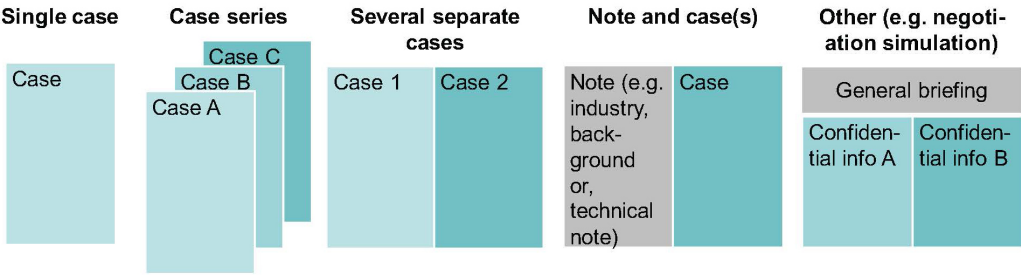 Single case
Case
Case series
Case C
Case B
Case A
Several separate
cases
Case 1
Case 2
Note and case(s)
Note (e.g.
industry,
back-
ground
or,
technical
note)
Case
Other (e.g. negoti-
ation simulation)
General briefing
Confiden-
tial info A
Confiden-
tial info B